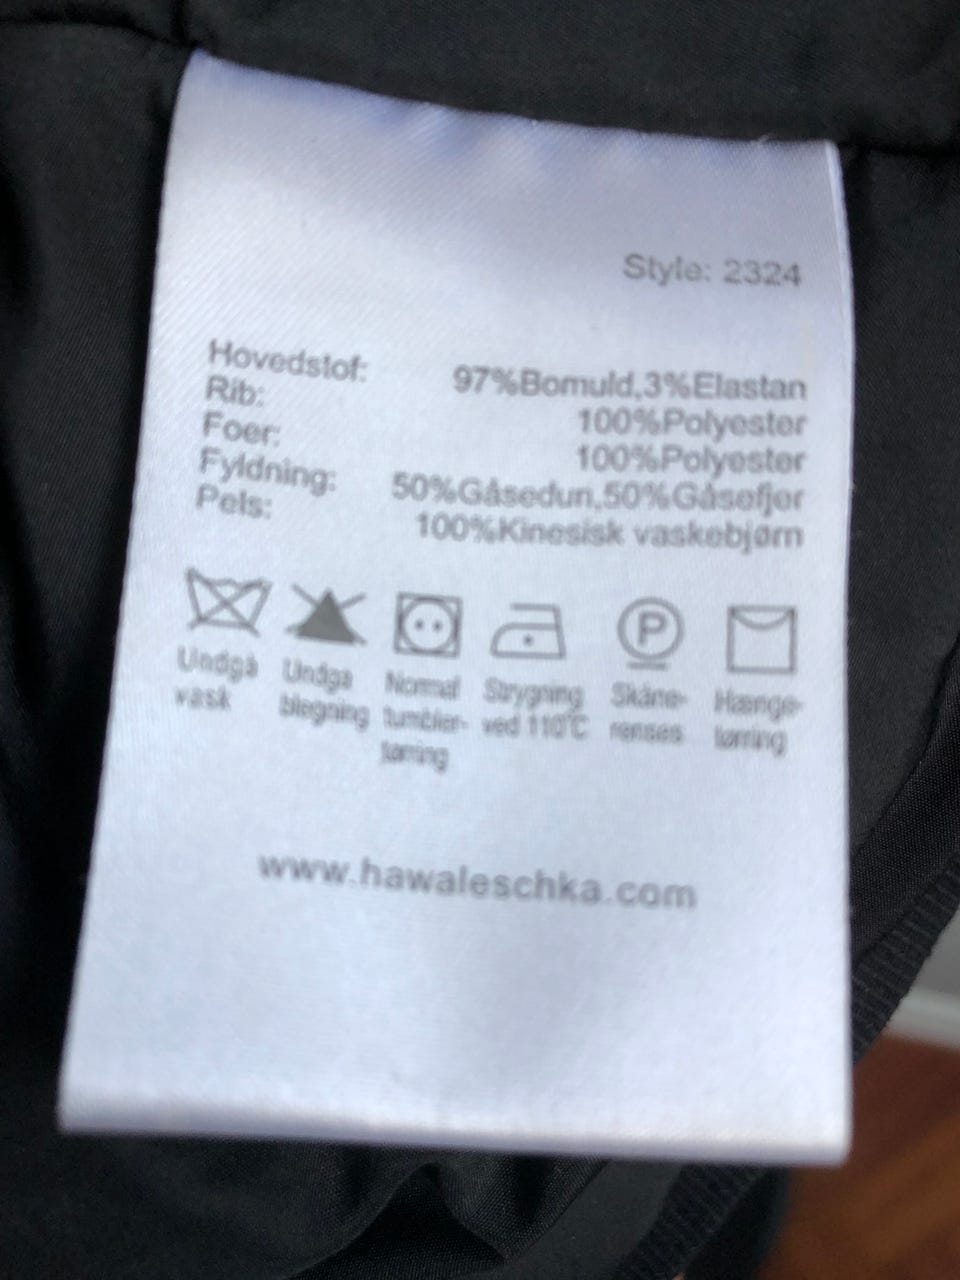 Style: 2324
Hovedstof: 97%Bomuld,3%Elastan
Rib: 100%Polyester
Foer: 100%Polyester
Fyldning: 50%Gåsedun,50%Gåsefjer
Pels: 100%Kinesisk vaskebjørn
P
Undgå vask
Undgå blegning
Normal tumbler-tørring
Strygning ved 110°C
Skåne-renses
Hænge-tørring
www.hawaleschka.com